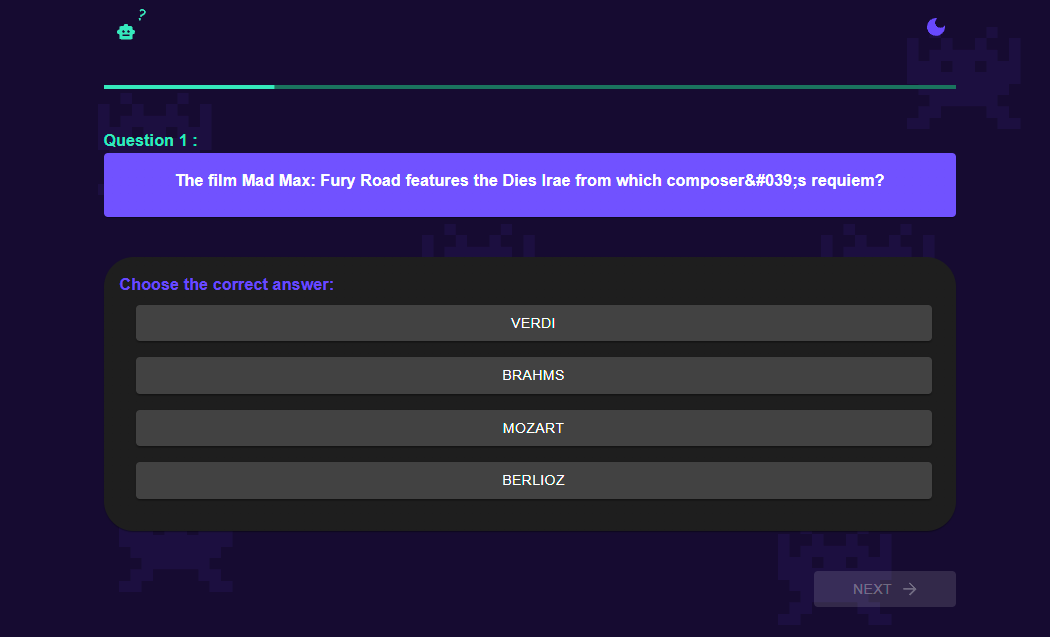 ?
Question 1 :
The film Mad Max: Fury Road features the Dies Irae from which composer&#039;s requiem?
Choose the correct answer:
VERDI
BRAHMS
MOZART
BERLIOZ
NEXT →